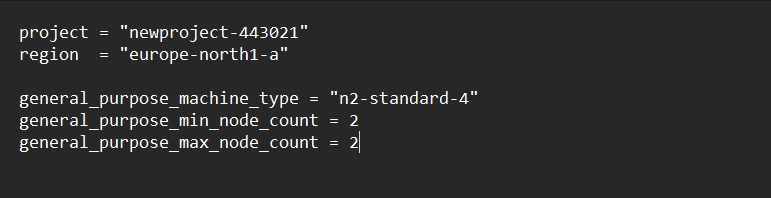 project = "newproject-443021"
region  = "europe-north1-a"
general_purpose_machine_type = "n2-standard-4"
general_purpose_min_node_count = 2
general_purpose_max_node_count = 2